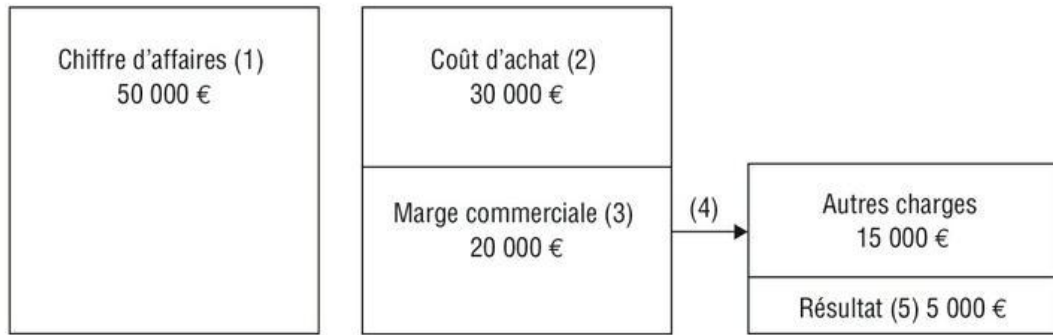 Chiffre d'affaires (1)
50 000 €
Coût d'achat (2)
30 000 €
Marge commerciale (3)
20 000 €
(4)
Autres charges
15 000 €
Résultat (5) 5 000 €